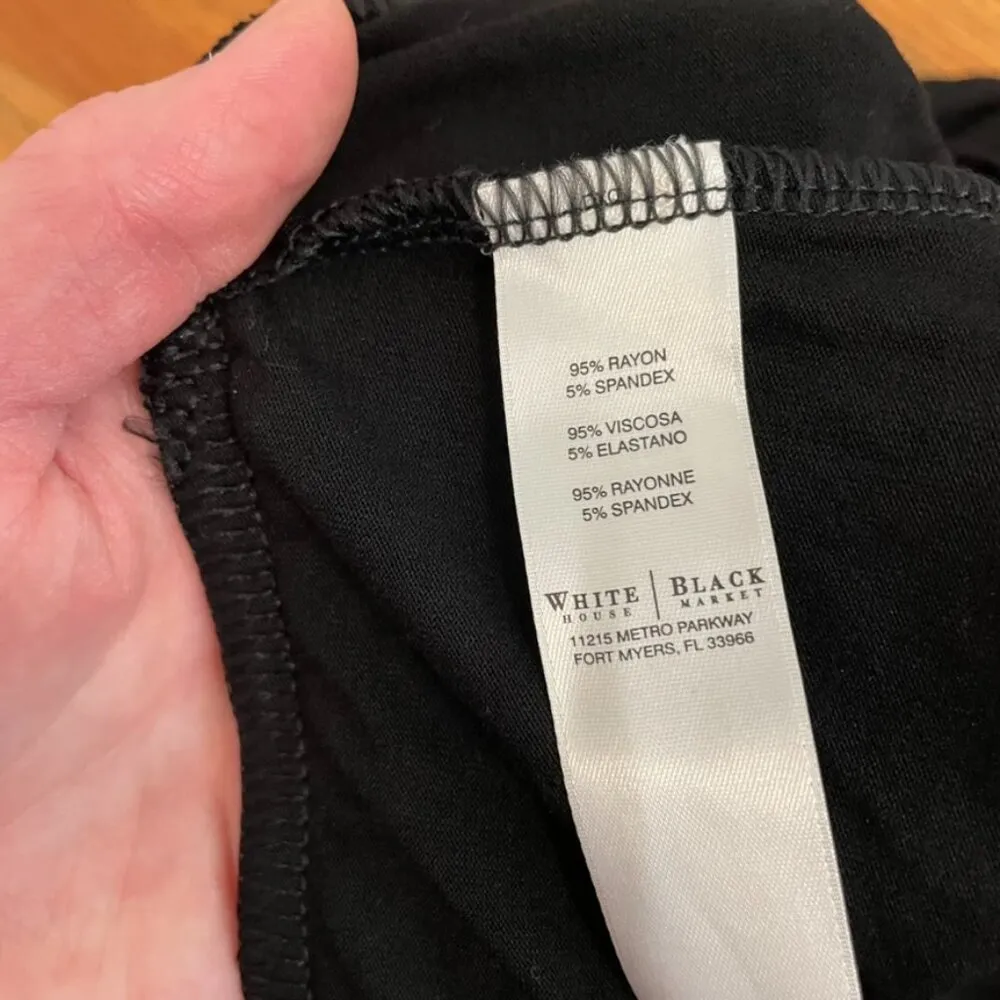 95% RAYON
5% SPANDEX
95% VISCOSA
5% ELASTANO
95% RAYONNE
5% SPANDEX
WHITE HOUSE | BLACK MARKET
11215 METRO PARKWAY
FORT MYERS, FL 33966